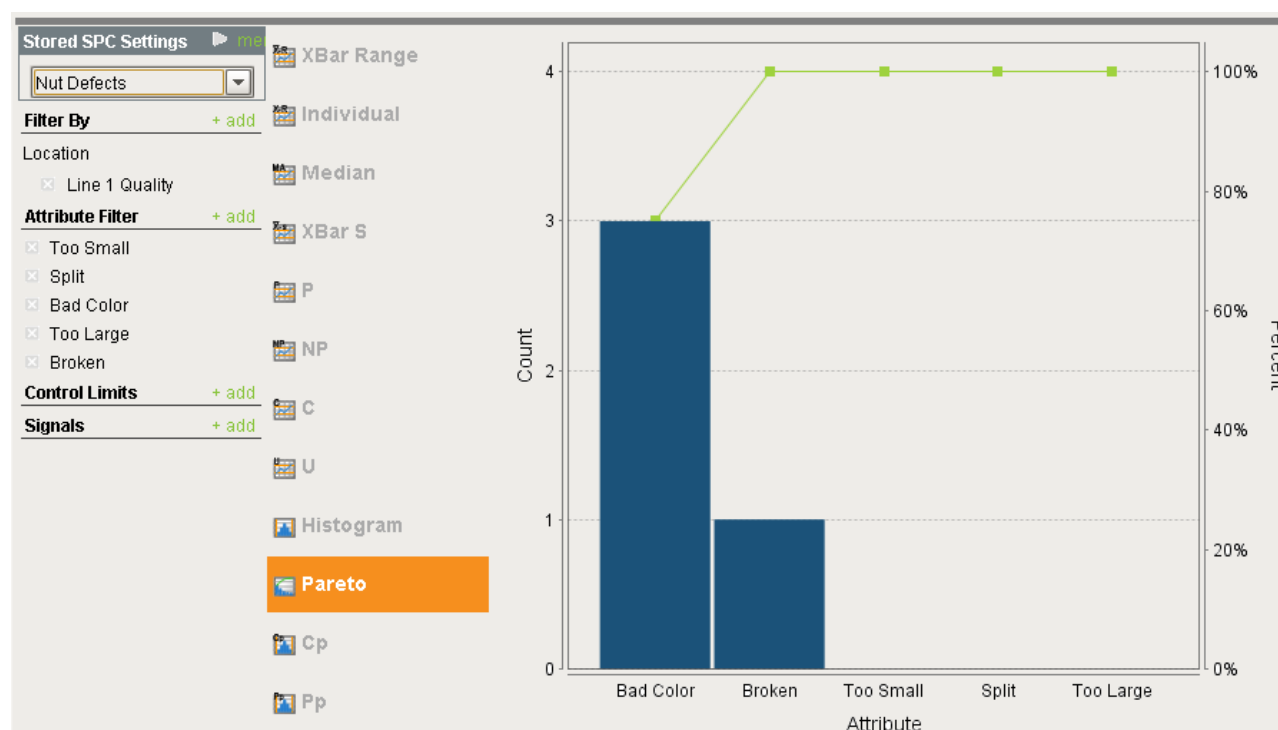 Stored SPC Settings
Nut Defects
Filter By + add
Location
Line 1 Quality
Attribute Filter + add
Too Small
Split
Bad Color
Too Large
Broken
Control Limits + add
Signals + add
XBar Range
Individual
Median
XBar S
P
NP
C
U
Histogram
Pareto
Cp
Pp
Count
4
3
2
1
0
100%
80%
60%
40%
20%
0%
Percent
Bad Color Broken Too Small Split Too Large
Attribute